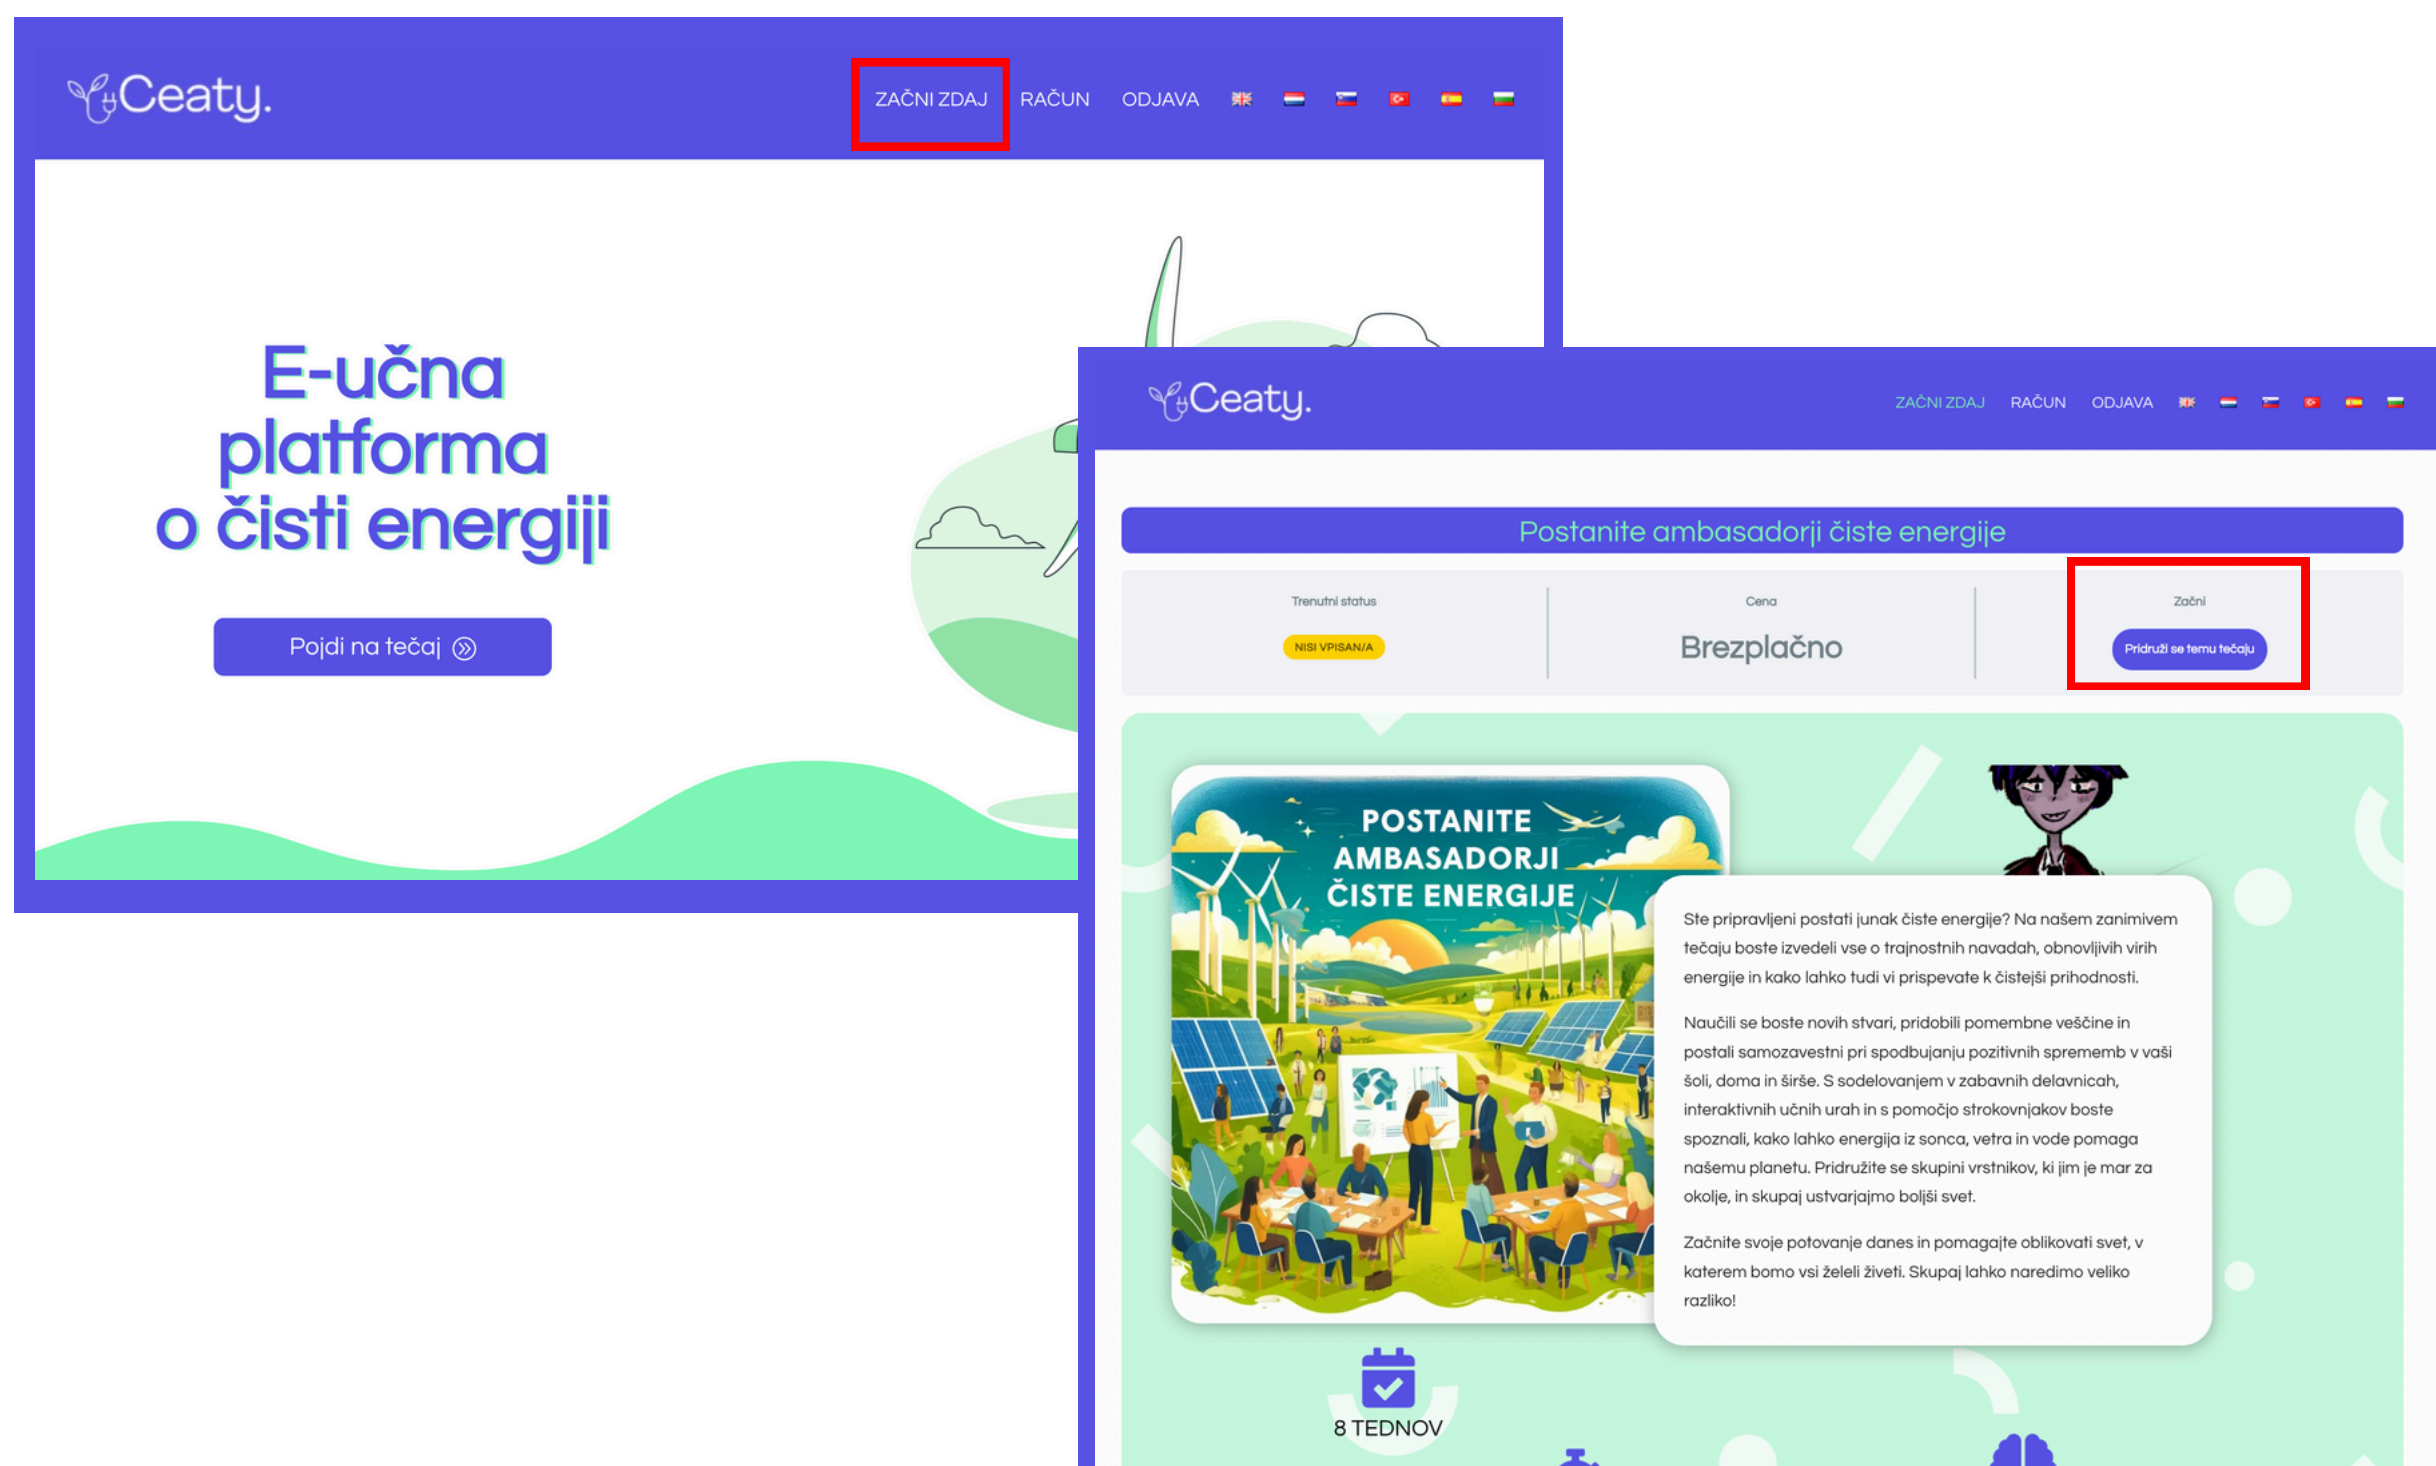 Ceaty.
ZAČNI ZDAJ RAČUN ODJAVA
E-učna
platforma
o čisti energiji
Pojdi na tečaj
Ceaty.
ZAČNI ZDAJ RAČUN ODJAVA
Postanite ambasadorji čiste energije
Trenutni status
NISI VPISAN/A
Cena
Brezplačno
Začni
Pridruži se temu tečaju
POSTANITE
AMBASADORJI
ČISTE ENERGIJE
Ste pripravljeni postati junak čiste energije? Na našem zanimivem
tečaju boste izvedeli vse o trajnostnih navadah, obnovljivih virih
energije in kako lahko tudi vi prispevate k čistejši prihodnosti.
Naučili se boste novih stvari, pridobili pomembne veščine in
postali samozavestni pri spodbujanju pozitivnih sprememb v vaši
šoli, doma in širše. S sodelovanjem v zabavnih delavnicah,
interaktivnih učnih urah in s pomočjo strokovnjakov boste
spoznali, kako lahko energija iz sonca, vetra in vode pomaga
našemu planetu. Pridružite se skupini vrstnikov, ki jim je mar za
okolje, in skupaj ustvarjajmo boljši svet.
Začnite svoje potovanje danes in pomagajte oblikovati svet, v
katerem bomo vsi želeli živeti. Skupaj lahko naredimo veliko
razliko!
8 TEDNOV